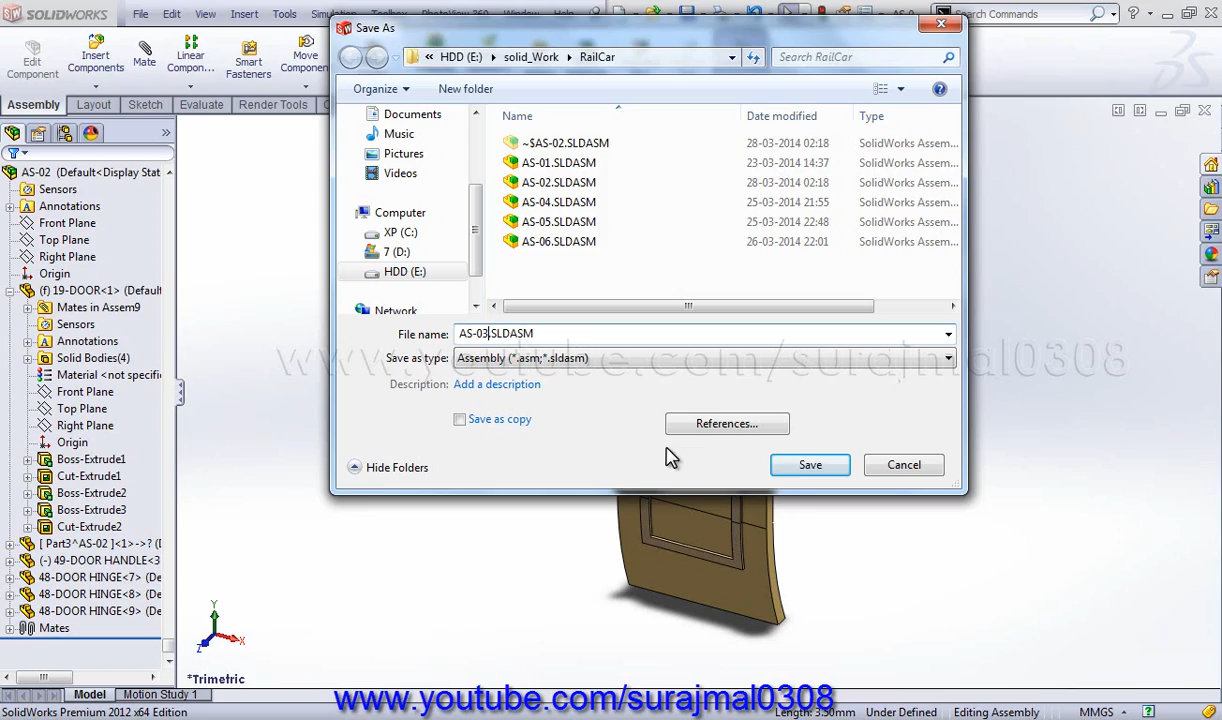 SOLIDWORKS File Edit View Insert Tools Simulation Search Commands
Save As
Edit Component
Insert Components
Mate
Linear Compon...
Smart Fasteners
Move Component
HDD (E:) solid_Work RailCar Search RailCar
Organize New folder
Assembly Layout Sketch Evaluate Render Tools
Documents
Music
Pictures
Videos
Computer
XP (C:)
7 (D:)
HDD (E:)
Network
Name Date modified Type
~$AS-02.SLDASM 28-03-2014 02:18 SolidWorks Assem...
AS-01.SLDASM 23-03-2014 14:37 SolidWorks Assem...
AS-02.SLDASM 28-03-2014 02:18 SolidWorks Assem...
AS-04.SLDASM 25-03-2014 21:55 SolidWorks Assem...
AS-05.SLDASM 25-03-2014 22:48 SolidWorks Assem...
AS-06.SLDASM 26-03-2014 22:01 SolidWorks Assem...
File name: AS-03.SLDASM
Save as type: Assembly (*.asm;*.sldasm)
www.youtube.com/surajmal0308
Description: Add a description
Save as copy
References...
Hide Folders
Save Cancel
AS-02 (Default<Display Stat
Sensors
Annotations
Front Plane
Top Plane
Right Plane
Origin
(f) 19-DOOR<1> (Default
Mates in Assem9
Sensors
Annotations
Solid Bodies(4)
Material <not specifi
Front Plane
Top Plane
Right Plane
Origin
Boss-Extrude1
Cut-Extrude1
Boss-Extrude2
Boss-Extrude3
Cut-Extrude2
[ Part3^AS-02 ]<1>->? (D
(-) 49-DOOR HANDLE<3
48-DOOR HINGE<7> (De
48-DOOR HINGE<8> (De
48-DOOR HINGE<9> (De
Mates
Y
X
Z
*Trimetric
Model Motion Study 1
www.youtube.com/surajmal0308
SolidWorks Premium 2012 x64 Edition Length: 3.50mm Under Defined Editing Assembly MMGS